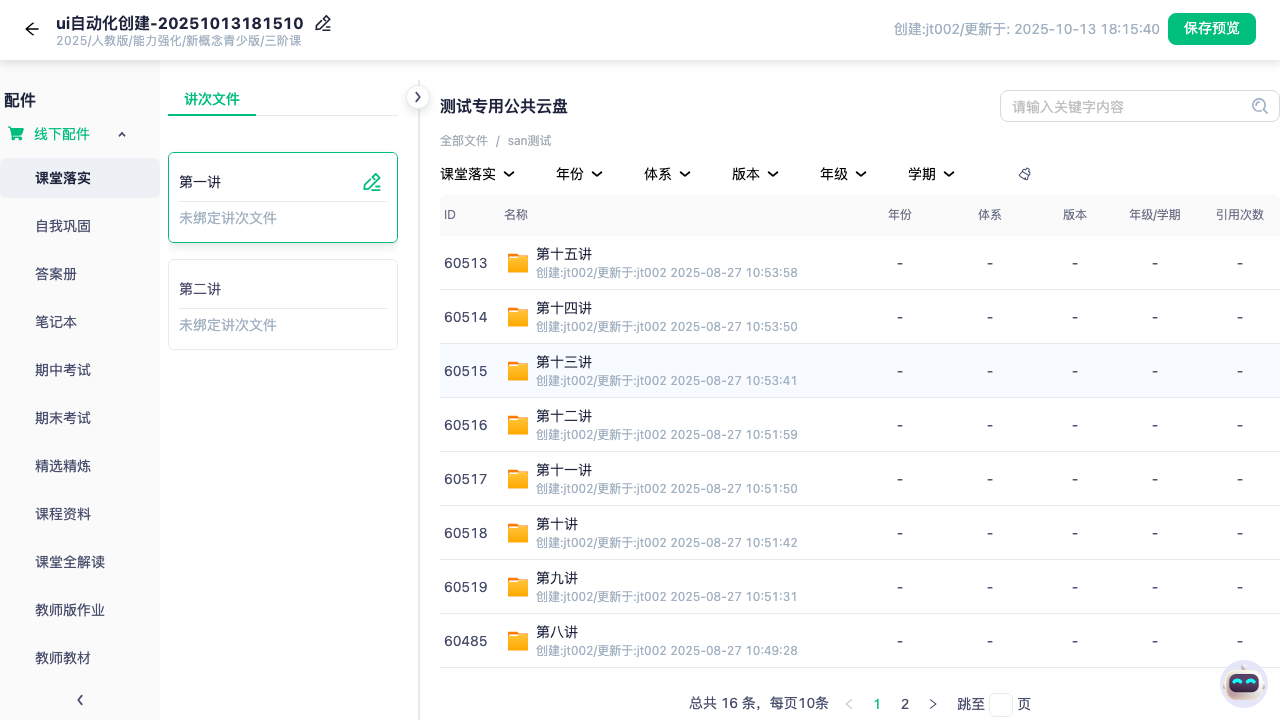 ui自动化创建-20251013181510
2025/人教版/能力强化/新概念青少版/三阶课
创建:jt002/更新于: 2025-10-13 18:15:40
保存预览
配件
线下配件
课堂落实
自我巩固
答案册
笔记本
期中考试
期末考试
精选精炼
课程资料
课堂全解读
教师版作业
教师教材
讲次文件
第一讲
未绑定讲次文件
第二讲
未绑定讲次文件
测试专用公共云盘
请输入关键字内容
全部文件 / san测试
课堂落实 年份 体系 版本 年级 学期
ID 名称 年份 体系 版本 年级/学期 引用次数
60513 第十五讲 - - - - -
创建:jt002/更新于:jt002 2025-08-27 10:53:58
60514 第十四讲 - - - - -
创建:jt002/更新于:jt002 2025-08-27 10:53:50
60515 第十三讲 - - - - -
创建:jt002/更新于:jt002 2025-08-27 10:53:41
60516 第十二讲 - - - - -
创建:jt002/更新于:jt002 2025-08-27 10:51:59
60517 第十一讲 - - - - -
创建:jt002/更新于:jt002 2025-08-27 10:51:50
60518 第十讲 - - - - -
创建:jt002/更新于:jt002 2025-08-27 10:51:42
60519 第九讲 - - - - -
创建:jt002/更新于:jt002 2025-08-27 10:51:31
60485 第八讲 - - - - -
创建:jt002/更新于:jt002 2025-08-27 10:49:28
总共 16 条，每页10条 1 2 跳至 页